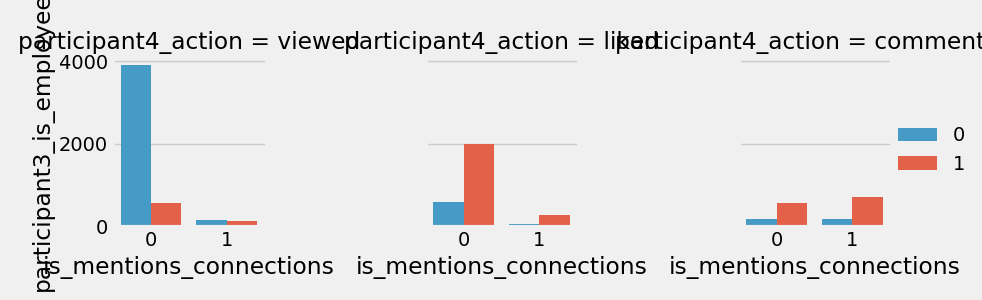 participant4_action = viewed
participant4_action = liked
participant4_action = comment
participant3_is_employee
4000
2000
0
0 1
0 1
0 1
is_mentions_connections
is_mentions_connections
is_mentions_connections
0
1